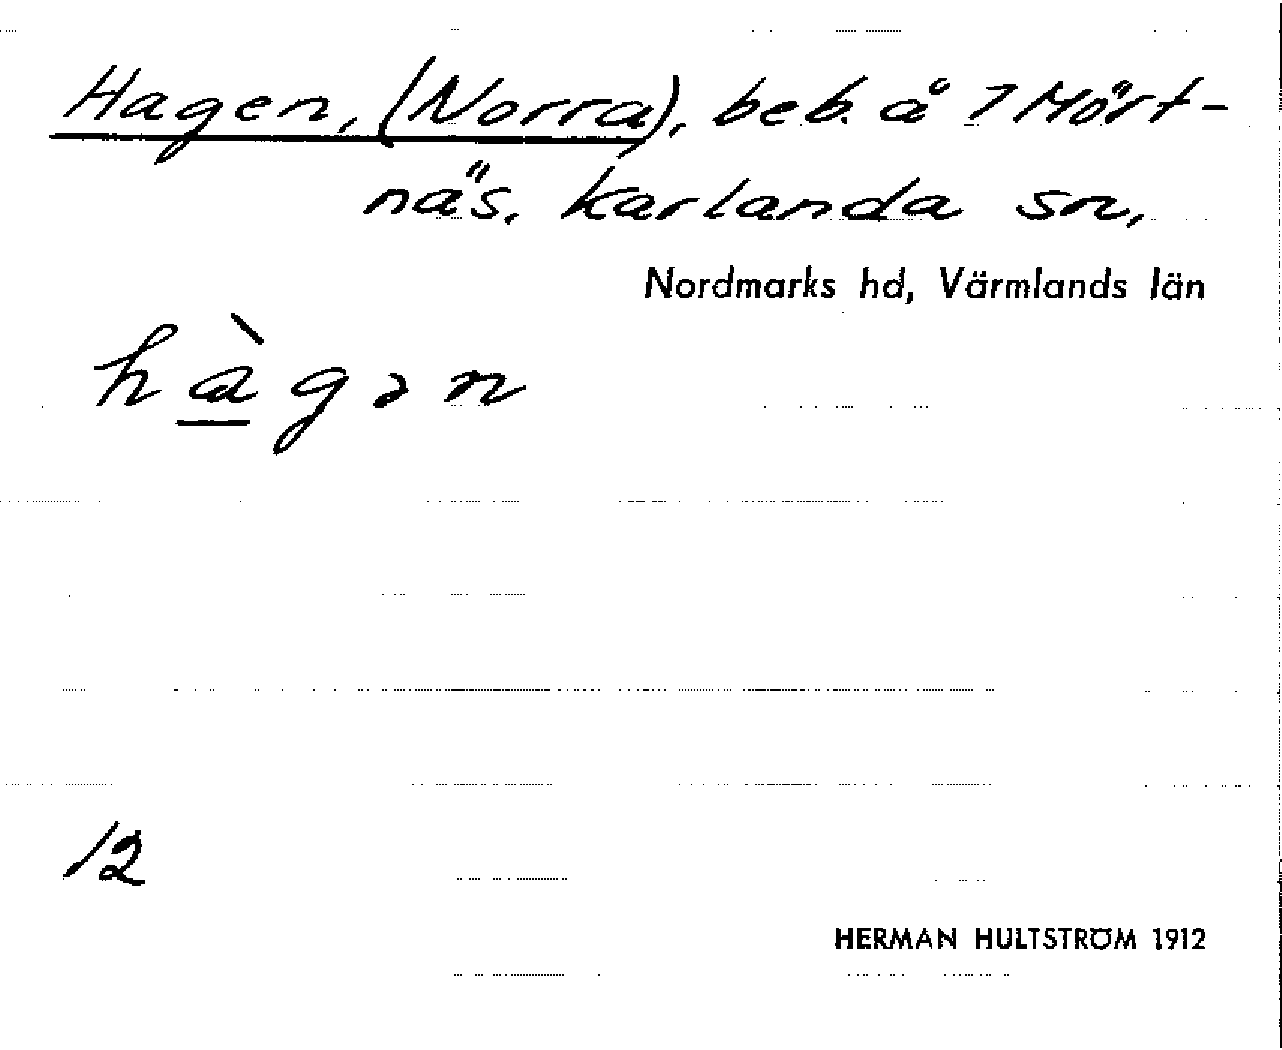 Hagen, (Norra), beb. å 7 Mört-
näs, Karlanda sn,
Nordmarks hd, Värmlands län
hàgən
12
HERMAN HULTSTRÖM 1912